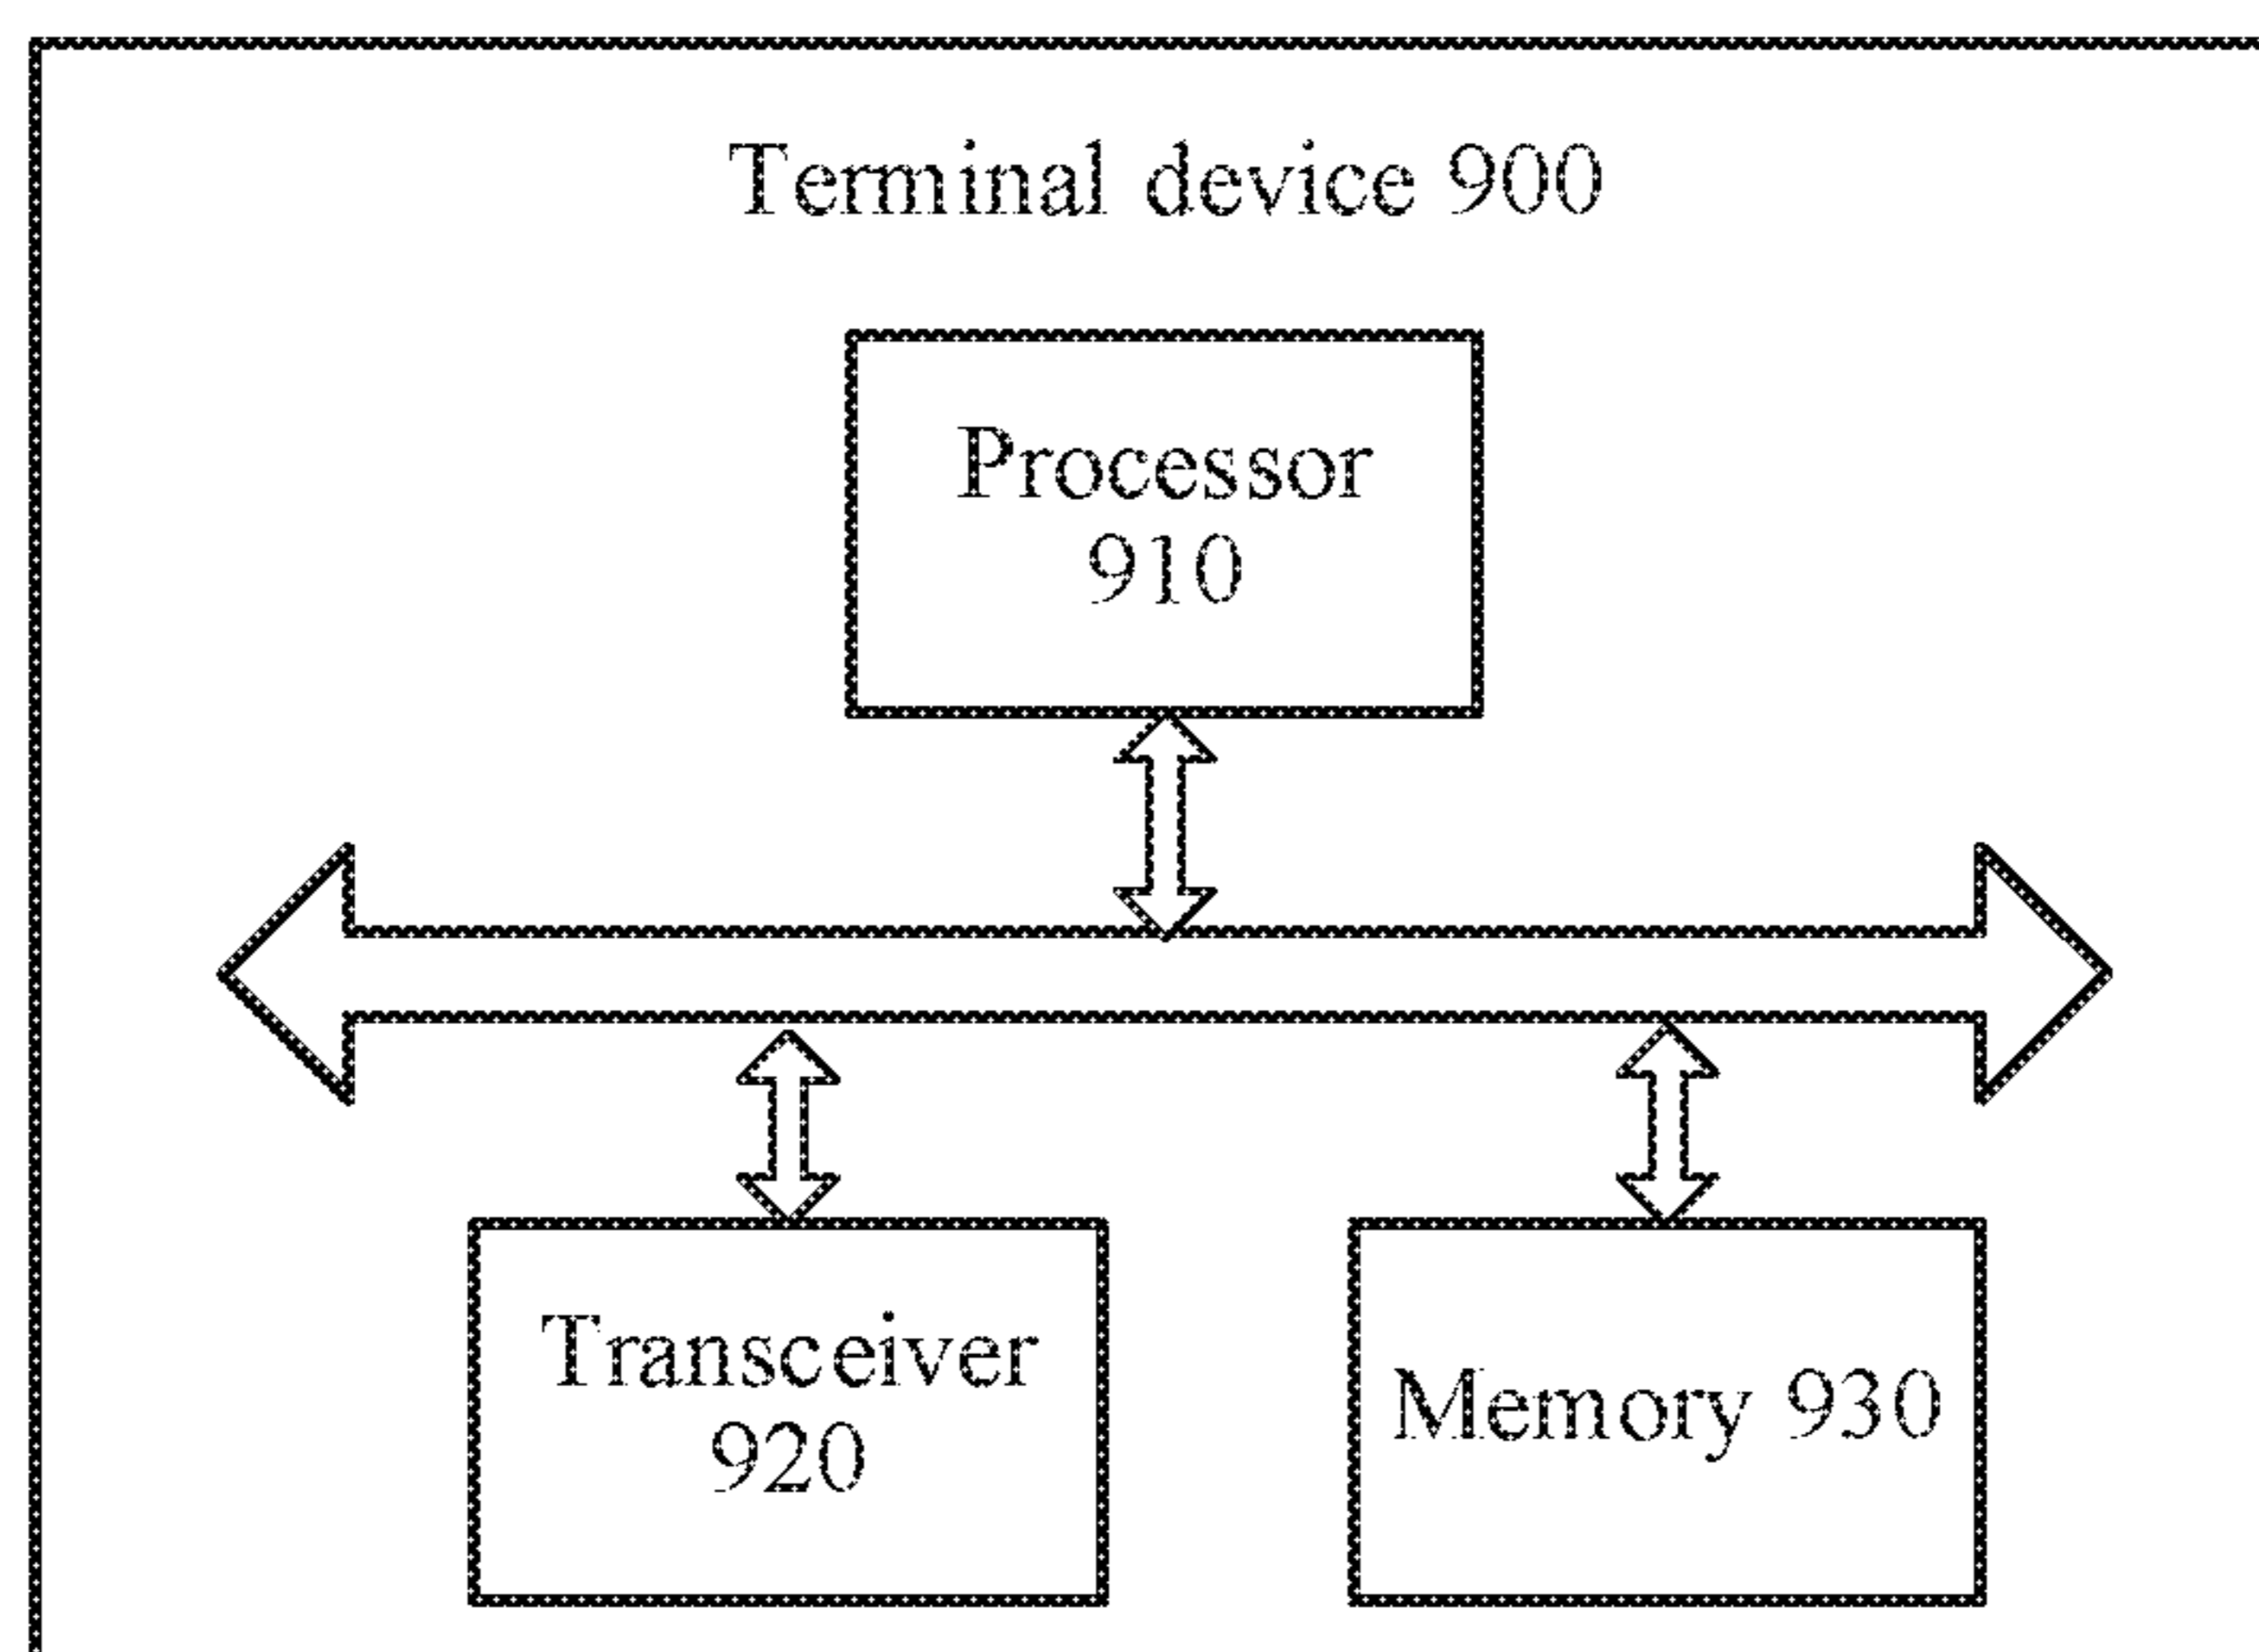 Terminal device 900
Processor
910
Transceiver
920
Memory 930